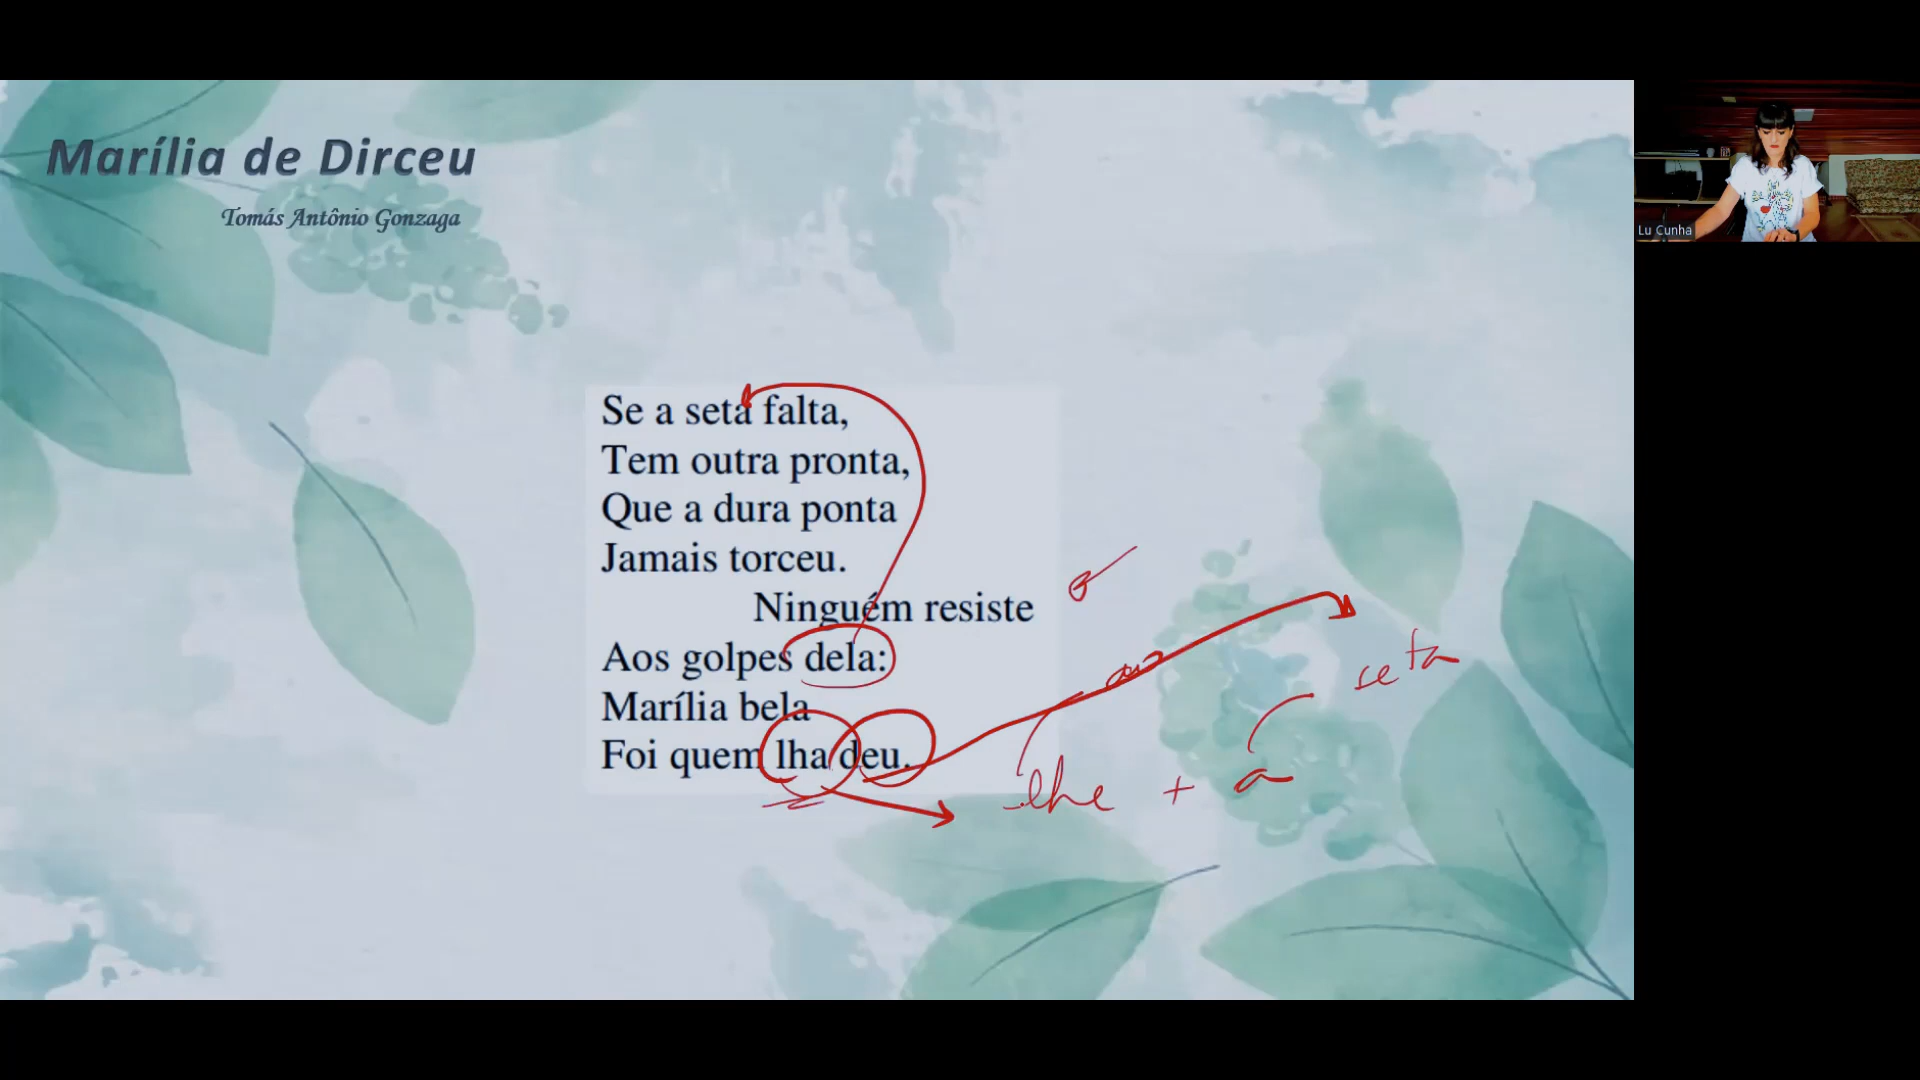 Marília de Dirceu
Tomás Antônio Gonzaga
Lu Cunha
Se a seta falta,
Tem outra pronta,
Que a dura ponta
Jamais torceu.
Ninguém resiste
Aos golpes dela:
Marília bela
Foi quem lha deu.
seta
lhe + a